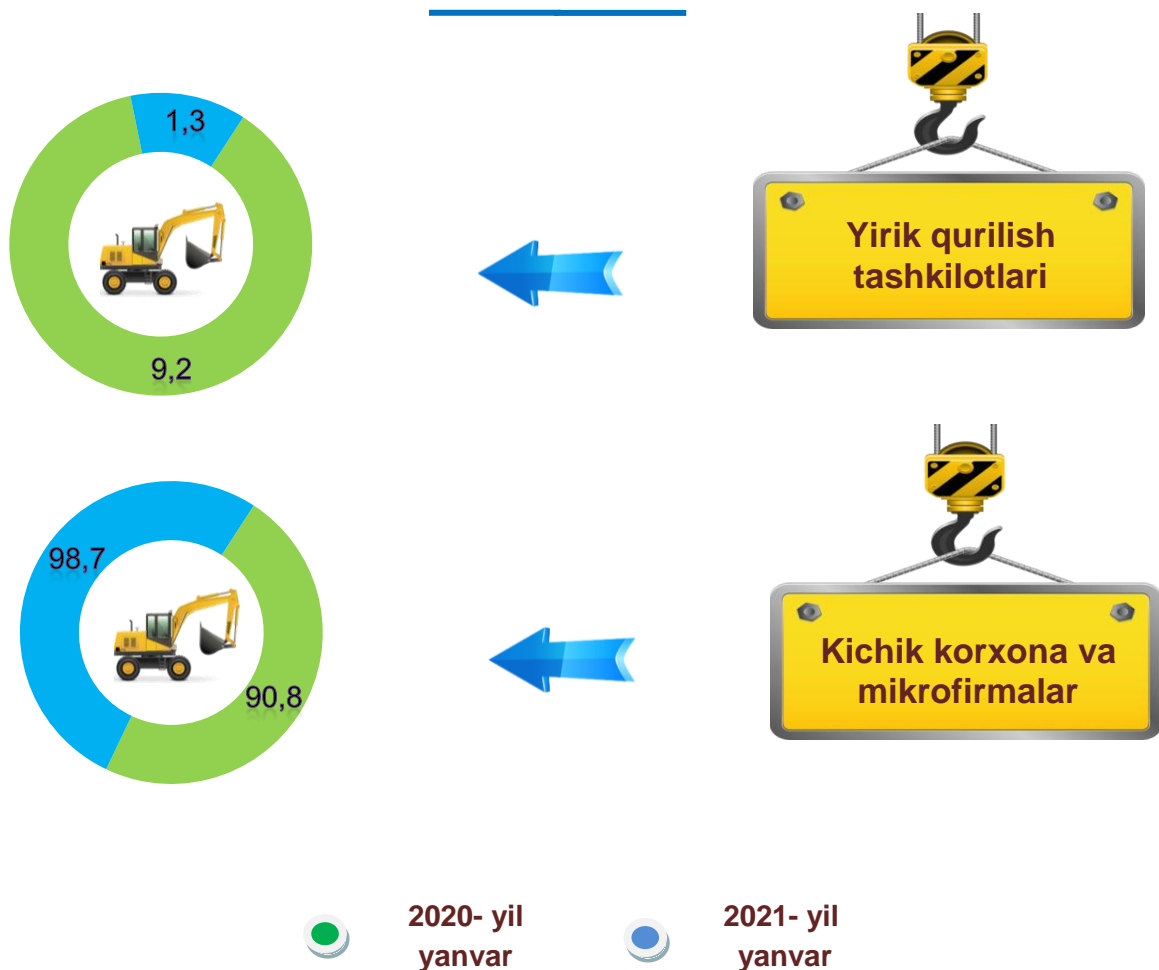 1,3
9,2
Yirik qurilish
tashkilotlari
98,7
90,8
Kichik korxona va
mikrofirmalar
2020- yil
yanvar
2021- yil
yanvar